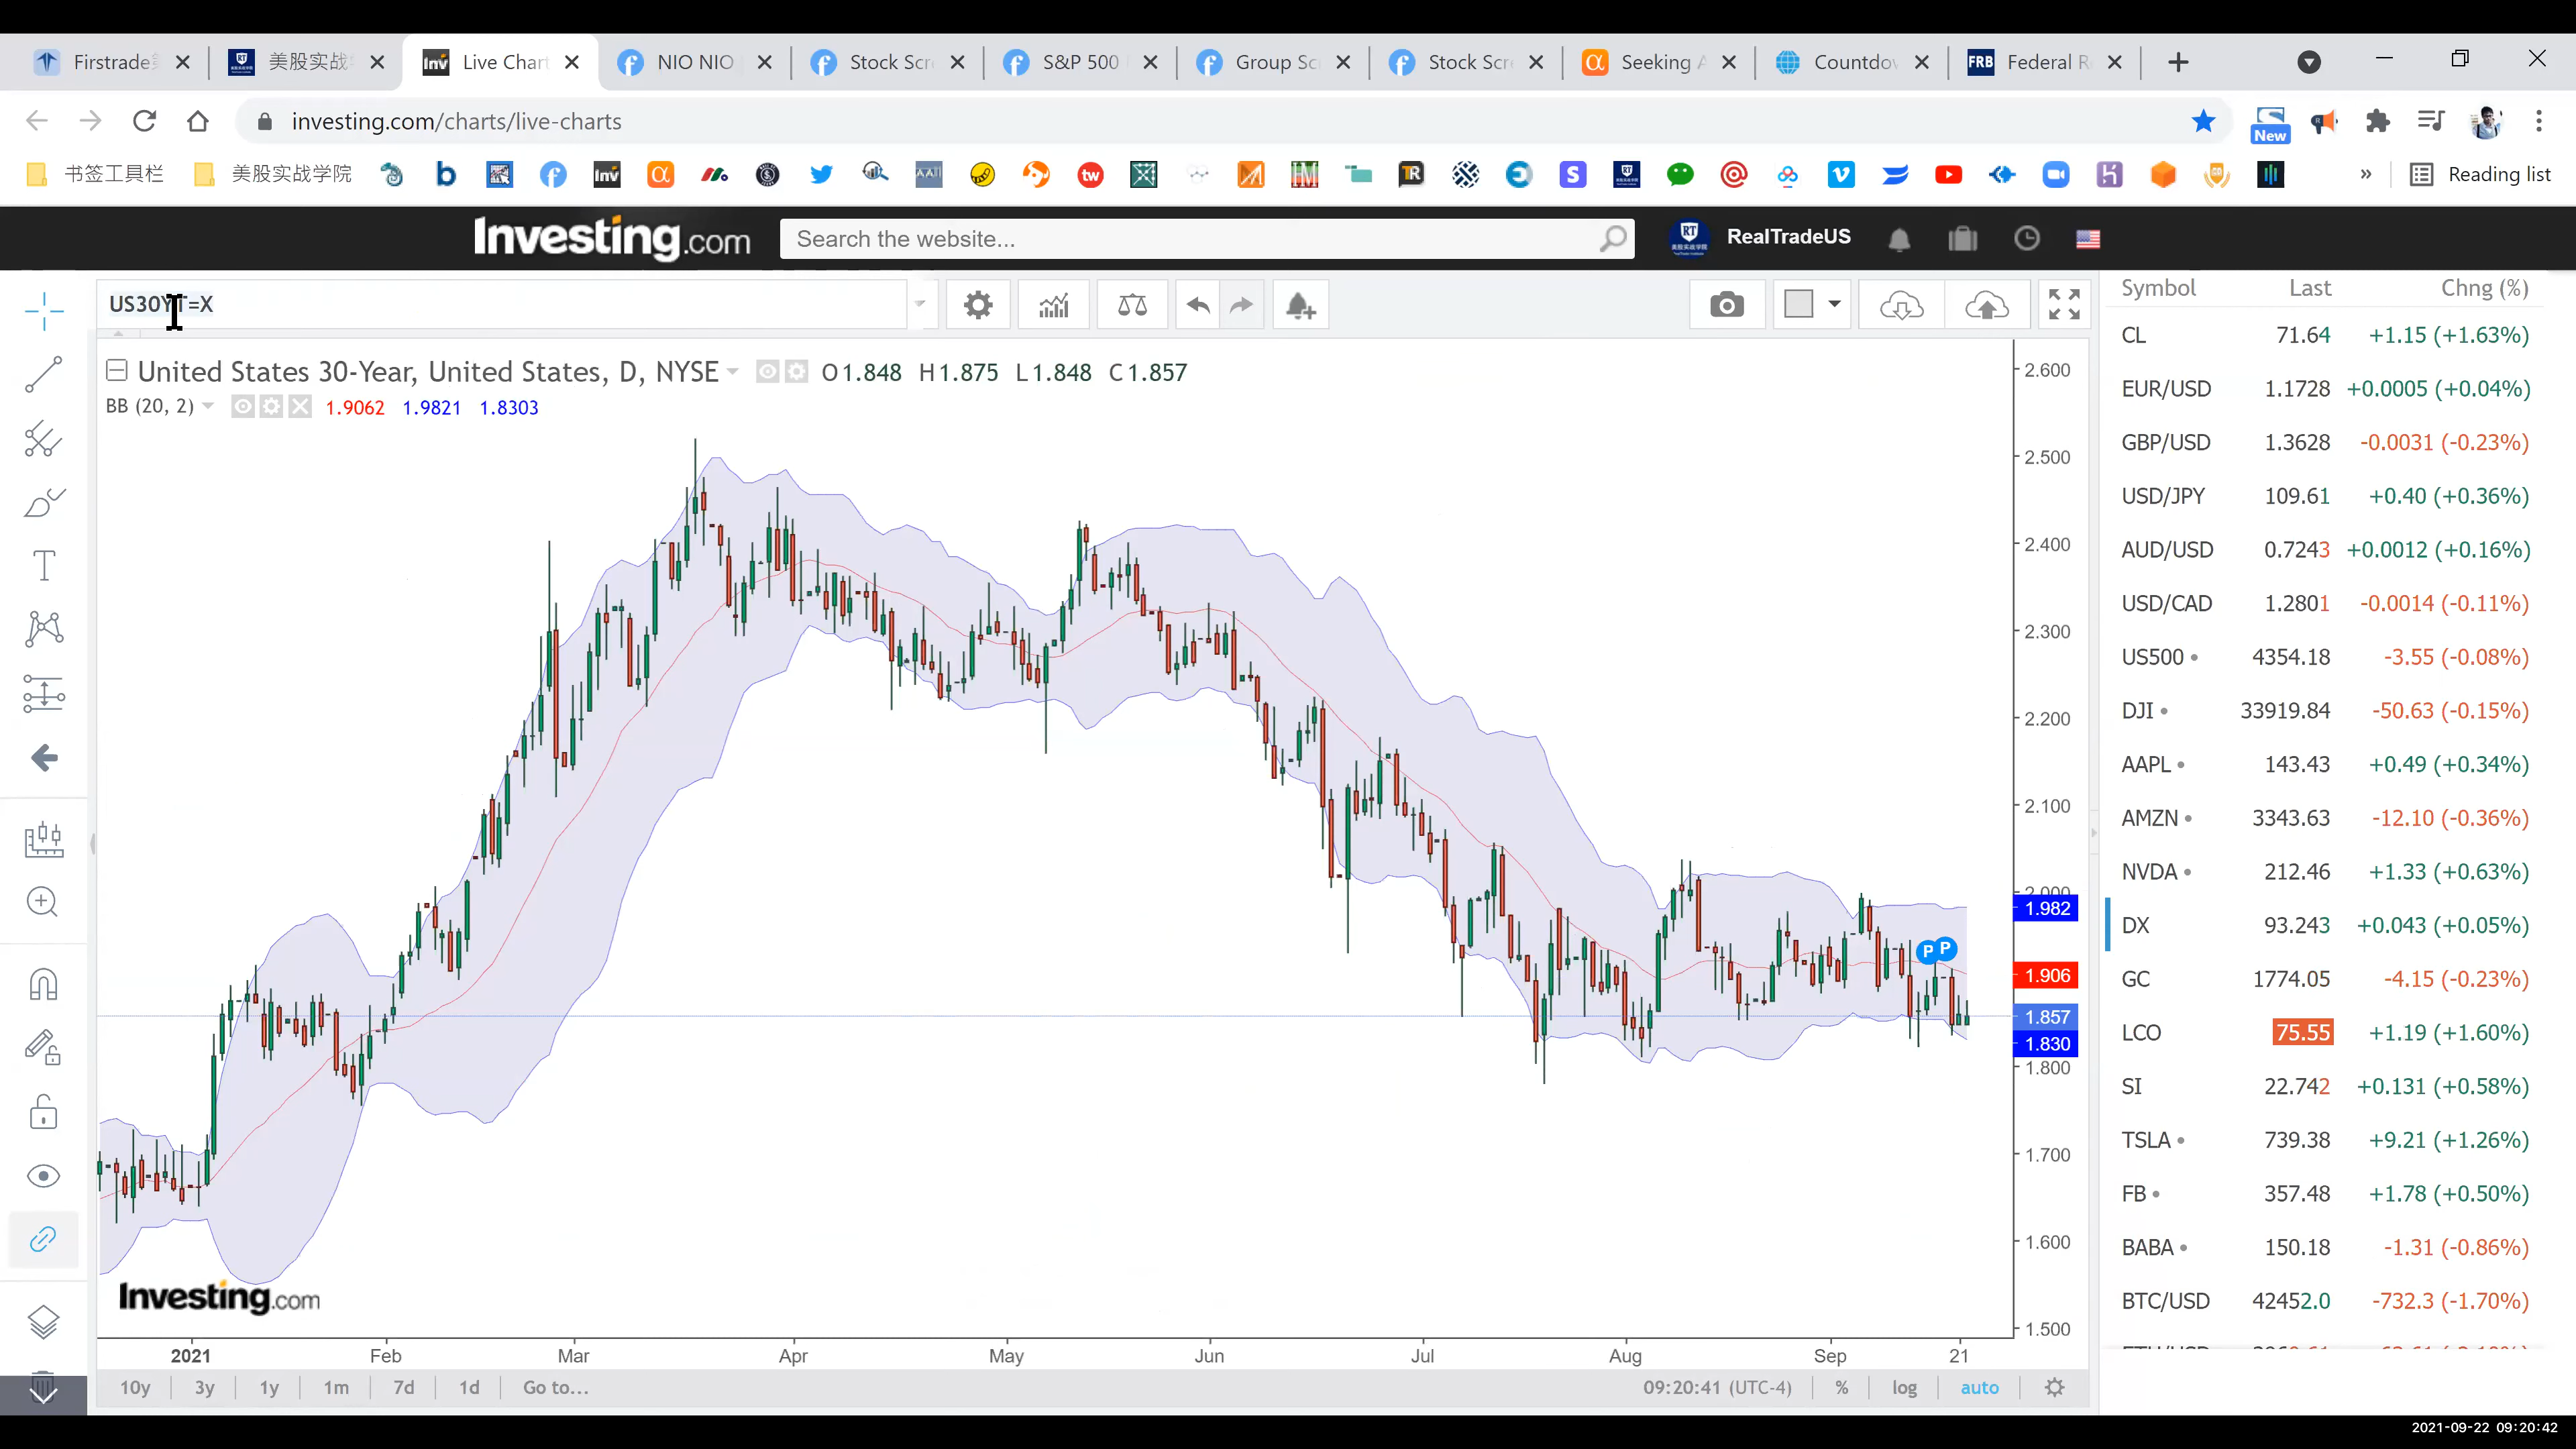 Firstrade
美股实战
Live Chart
NIO NIO
Stock Scr
S&P 500
Group Sc
Stock Scr
Seeking A
Countdov
Federal R
investing.com/charts/live-charts
New
书签工具栏
美股实战学院
Reading list
Investing.com
Search the website...
RealTradeUS
US30YT=X
United States 30-Year, United States, D, NYSE O1.848 H1.875 L1.848 C1.857
BB (20, 2) 1.9062 1.9821 1.8303
2.600
2.500
2.400
2.300
2.200
2.100
2.000
1.982
1.906
1.857
1.830
1.800
1.700
1.600
1.500
P P
Investing.com
2021 Feb Mar Apr May Jun Jul Aug Sep 21
10y 3y 1y 1m 7d 1d Go to... 09:20:41 (UTC-4) % log auto
Symbol Last Chng (%)
CL 71.64 +1.15 (+1.63%)
EUR/USD 1.1728 +0.0005 (+0.04%)
GBP/USD 1.3628 -0.0031 (-0.23%)
USD/JPY 109.61 +0.40 (+0.36%)
AUD/USD 0.7243 +0.0012 (+0.16%)
USD/CAD 1.2801 -0.0014 (-0.11%)
US500 4354.18 -3.55 (-0.08%)
DJI 33919.84 -50.63 (-0.15%)
AAPL 143.43 +0.49 (+0.34%)
AMZN 3343.63 -12.10 (-0.36%)
NVDA 212.46 +1.33 (+0.63%)
DX 93.243 +0.043 (+0.05%)
GC 1774.05 -4.15 (-0.23%)
LCO 75.55 +1.19 (+1.60%)
SI 22.742 +0.131 (+0.58%)
TSLA 739.38 +9.21 (+1.26%)
FB 357.48 +1.78 (+0.50%)
BABA 150.18 -1.31 (-0.86%)
BTC/USD 42452.0 -732.3 (-1.70%)
2021-09-22 09:20:42